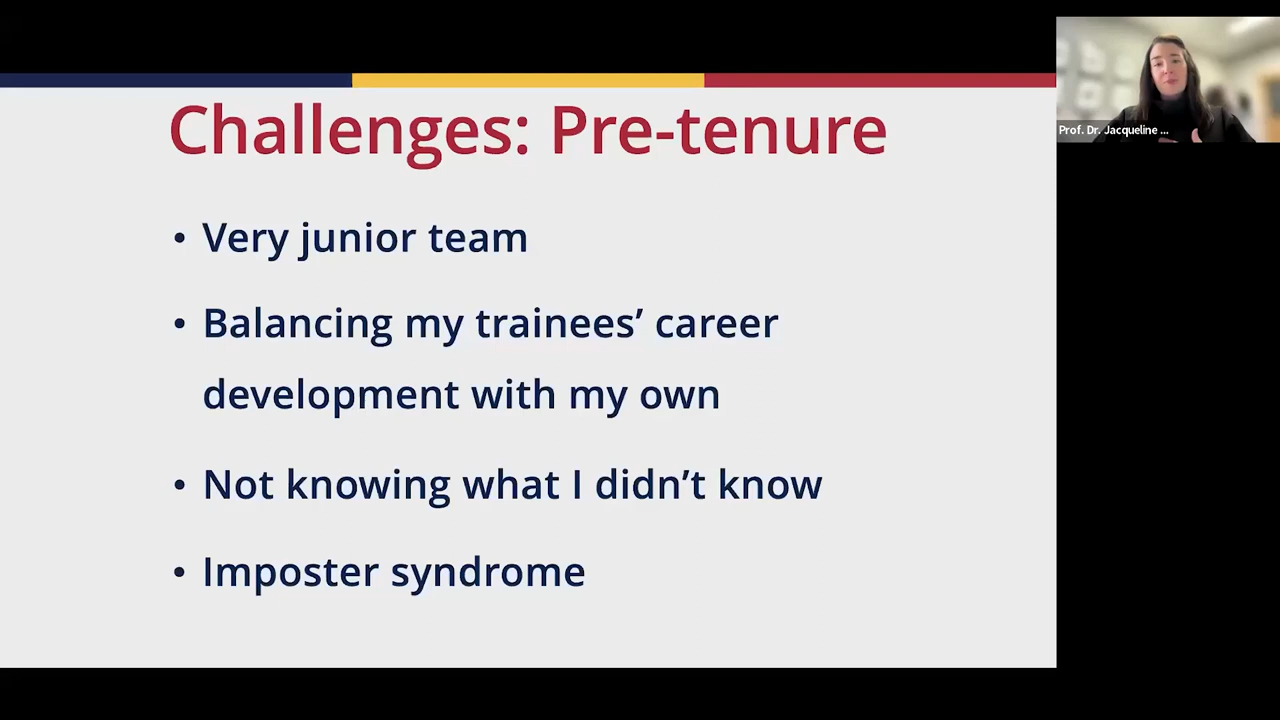 Challenges: Pre-tenure
• Very junior team
• Balancing my trainees’ career
development with my own
• Not knowing what I didn’t know
• Imposter syndrome
Prof. Dr. Jacqueline ...